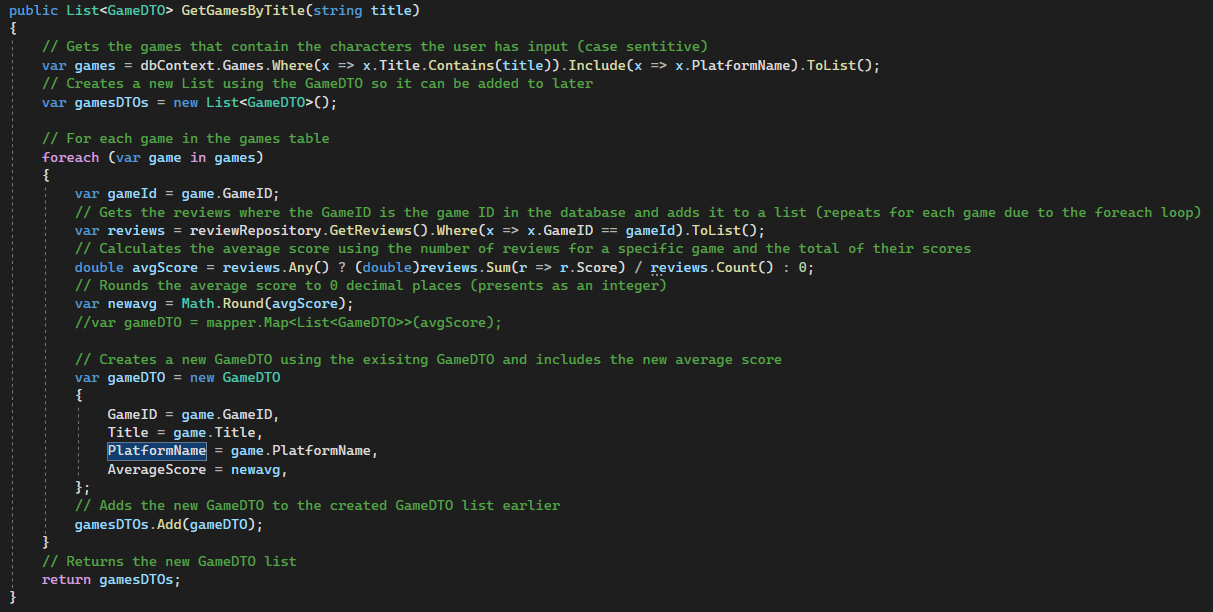 public List<GameDTO> GetGamesByTitle(string title)
{
    // Gets the games that contain the characters the user has input (case sentitive)
    var games = dbContext.Games.Where(x => x.Title.Contains(title)).Include(x => x.PlatformName).ToList();
    // Creates a new List using the GameDTO so it can be added to later
    var gamesDTOs = new List<GameDTO>();

    // For each game in the games table
    foreach (var game in games)
    {
        var gameId = game.GameID;
        // Gets the reviews where the GameID is the game ID in the database and adds it to a list (repeats for each game due to the foreach loop)
        var reviews = reviewRepository.GetReviews().Where(x => x.GameID == gameId).ToList();
        // Calculates the average score using the number of reviews for a specific game and the total of their scores
        double avgScore = reviews.Any() ? (double)reviews.Sum(r => r.Score) / reviews.Count() : 0;
        // Rounds the average score to 0 decimal places (presents as an integer)
        var newavg = Math.Round(avgScore);
        //var gameDTO = mapper.Map<List<GameDTO>>(avgScore);

        // Creates a new GameDTO using the exisitng GameDTO and includes the new average score
        var gameDTO = new GameDTO
        {
            GameID = game.GameID,
            Title = game.Title,
            PlatformName = game.PlatformName,
            AverageScore = newavg,
        };
        // Adds the new GameDTO to the created GameDTO list earlier
        gamesDTOs.Add(gameDTO);
    }
    // Returns the new GameDTO list
    return gamesDTOs;
}